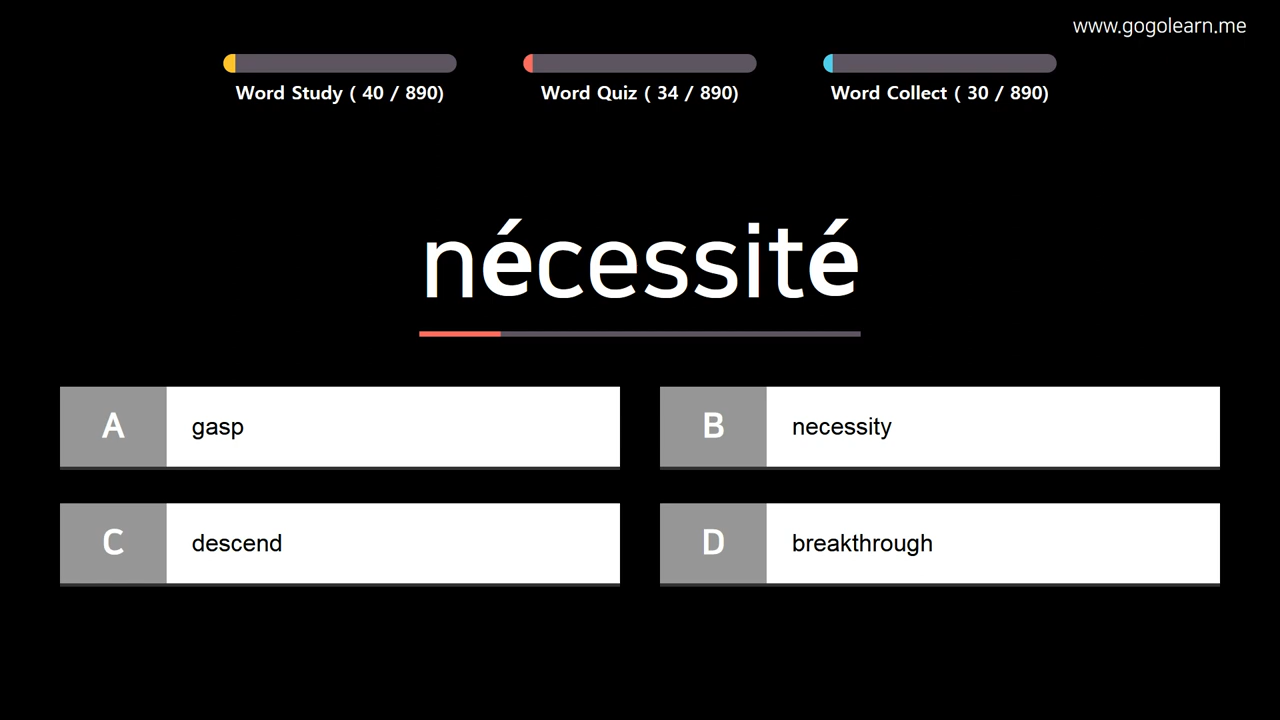 www.gogolearn.me
Word Study ( 40 / 890)
Word Quiz ( 34 / 890)
Word Collect ( 30 / 890)
nécessité
A gasp
B necessity
C descend
D breakthrough